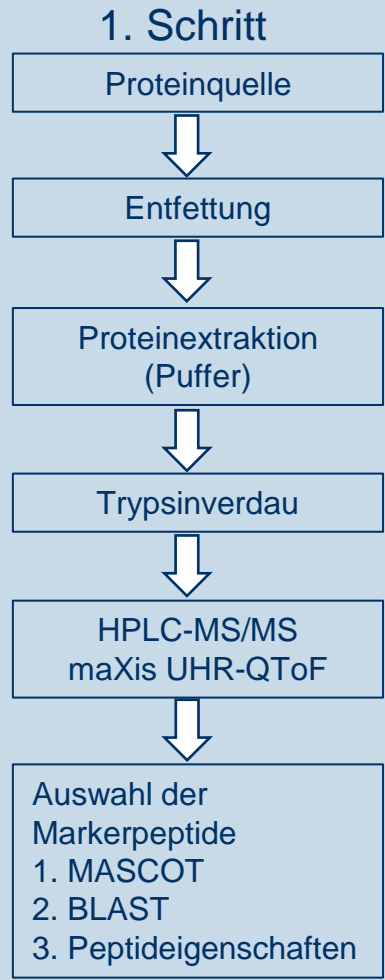 1. Schritt
Proteinquelle
Entfettung
Proteinextraktion
(Puffer)
Trypsinverdau
HPLC-MS/MS
maXis UHR-QToF
Auswahl der
Markerpeptide
1. MASCOT
2. BLAST
3. Peptideigenschaften